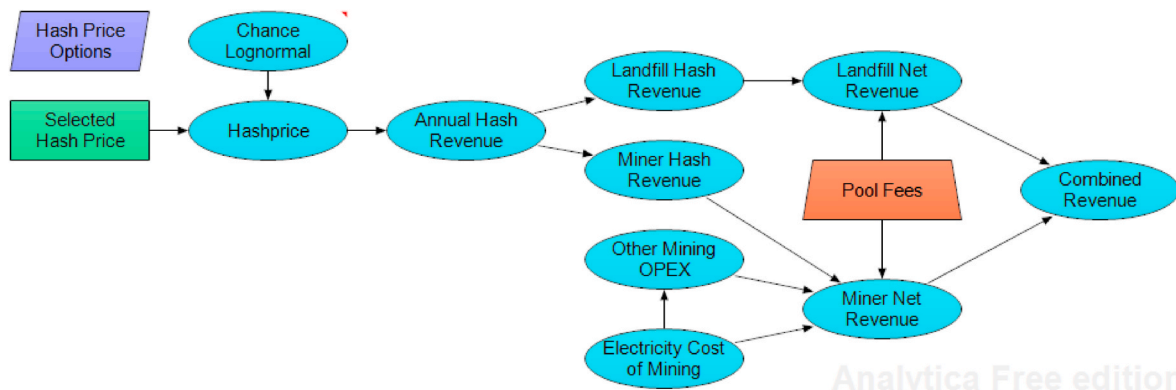 Hash Price
Options
Chance
Lognormal
Selected
Hash Price
Hashprice
Annual Hash
Revenue
Landfill Hash
Revenue
Landfill Net
Revenue
Miner Hash
Revenue
Pool Fees
Combined
Revenue
Other Mining
OPEX
Miner Net
Revenue
Electricity Cost
of Mining
Analytica Free edition